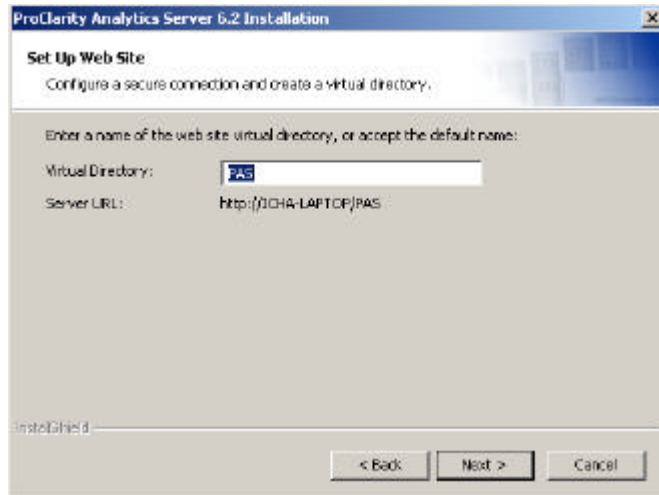 ProClarity Analytics Server 6.2 Installation
Set Up Web Site
Configure a secure connection and create a virtual directory.
Enter a name of the web site virtual directory, or accept the default name:
Virtual Directory: PAS
Server URL: http://ICHA-LAPTOP/PAS
InstallShield
< Back Next > Cancel